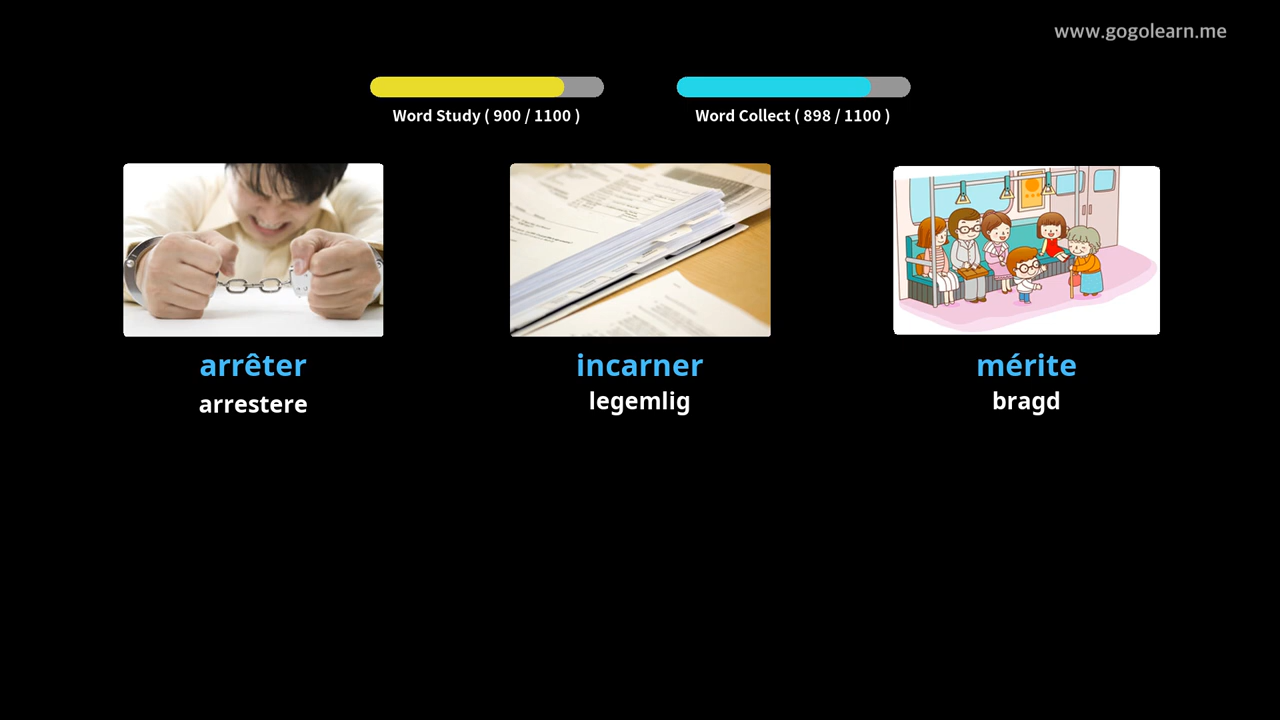 www.gogolearn.me
Word Study ( 900 / 1100 )
Word Collect ( 898 / 1100 )
arrêter
arrestere
incarner
legemlig
mérite
bragd